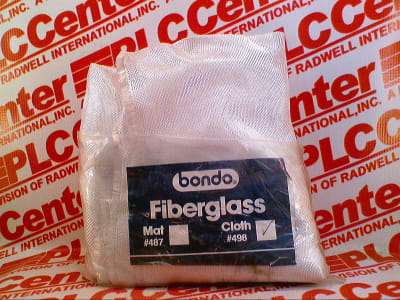 PLCCenter
A DIVISION OF RADWELL INTERNATIONAL, INC.
bondo®
Fiberglass
Mat Cloth
#487 #498 ✓